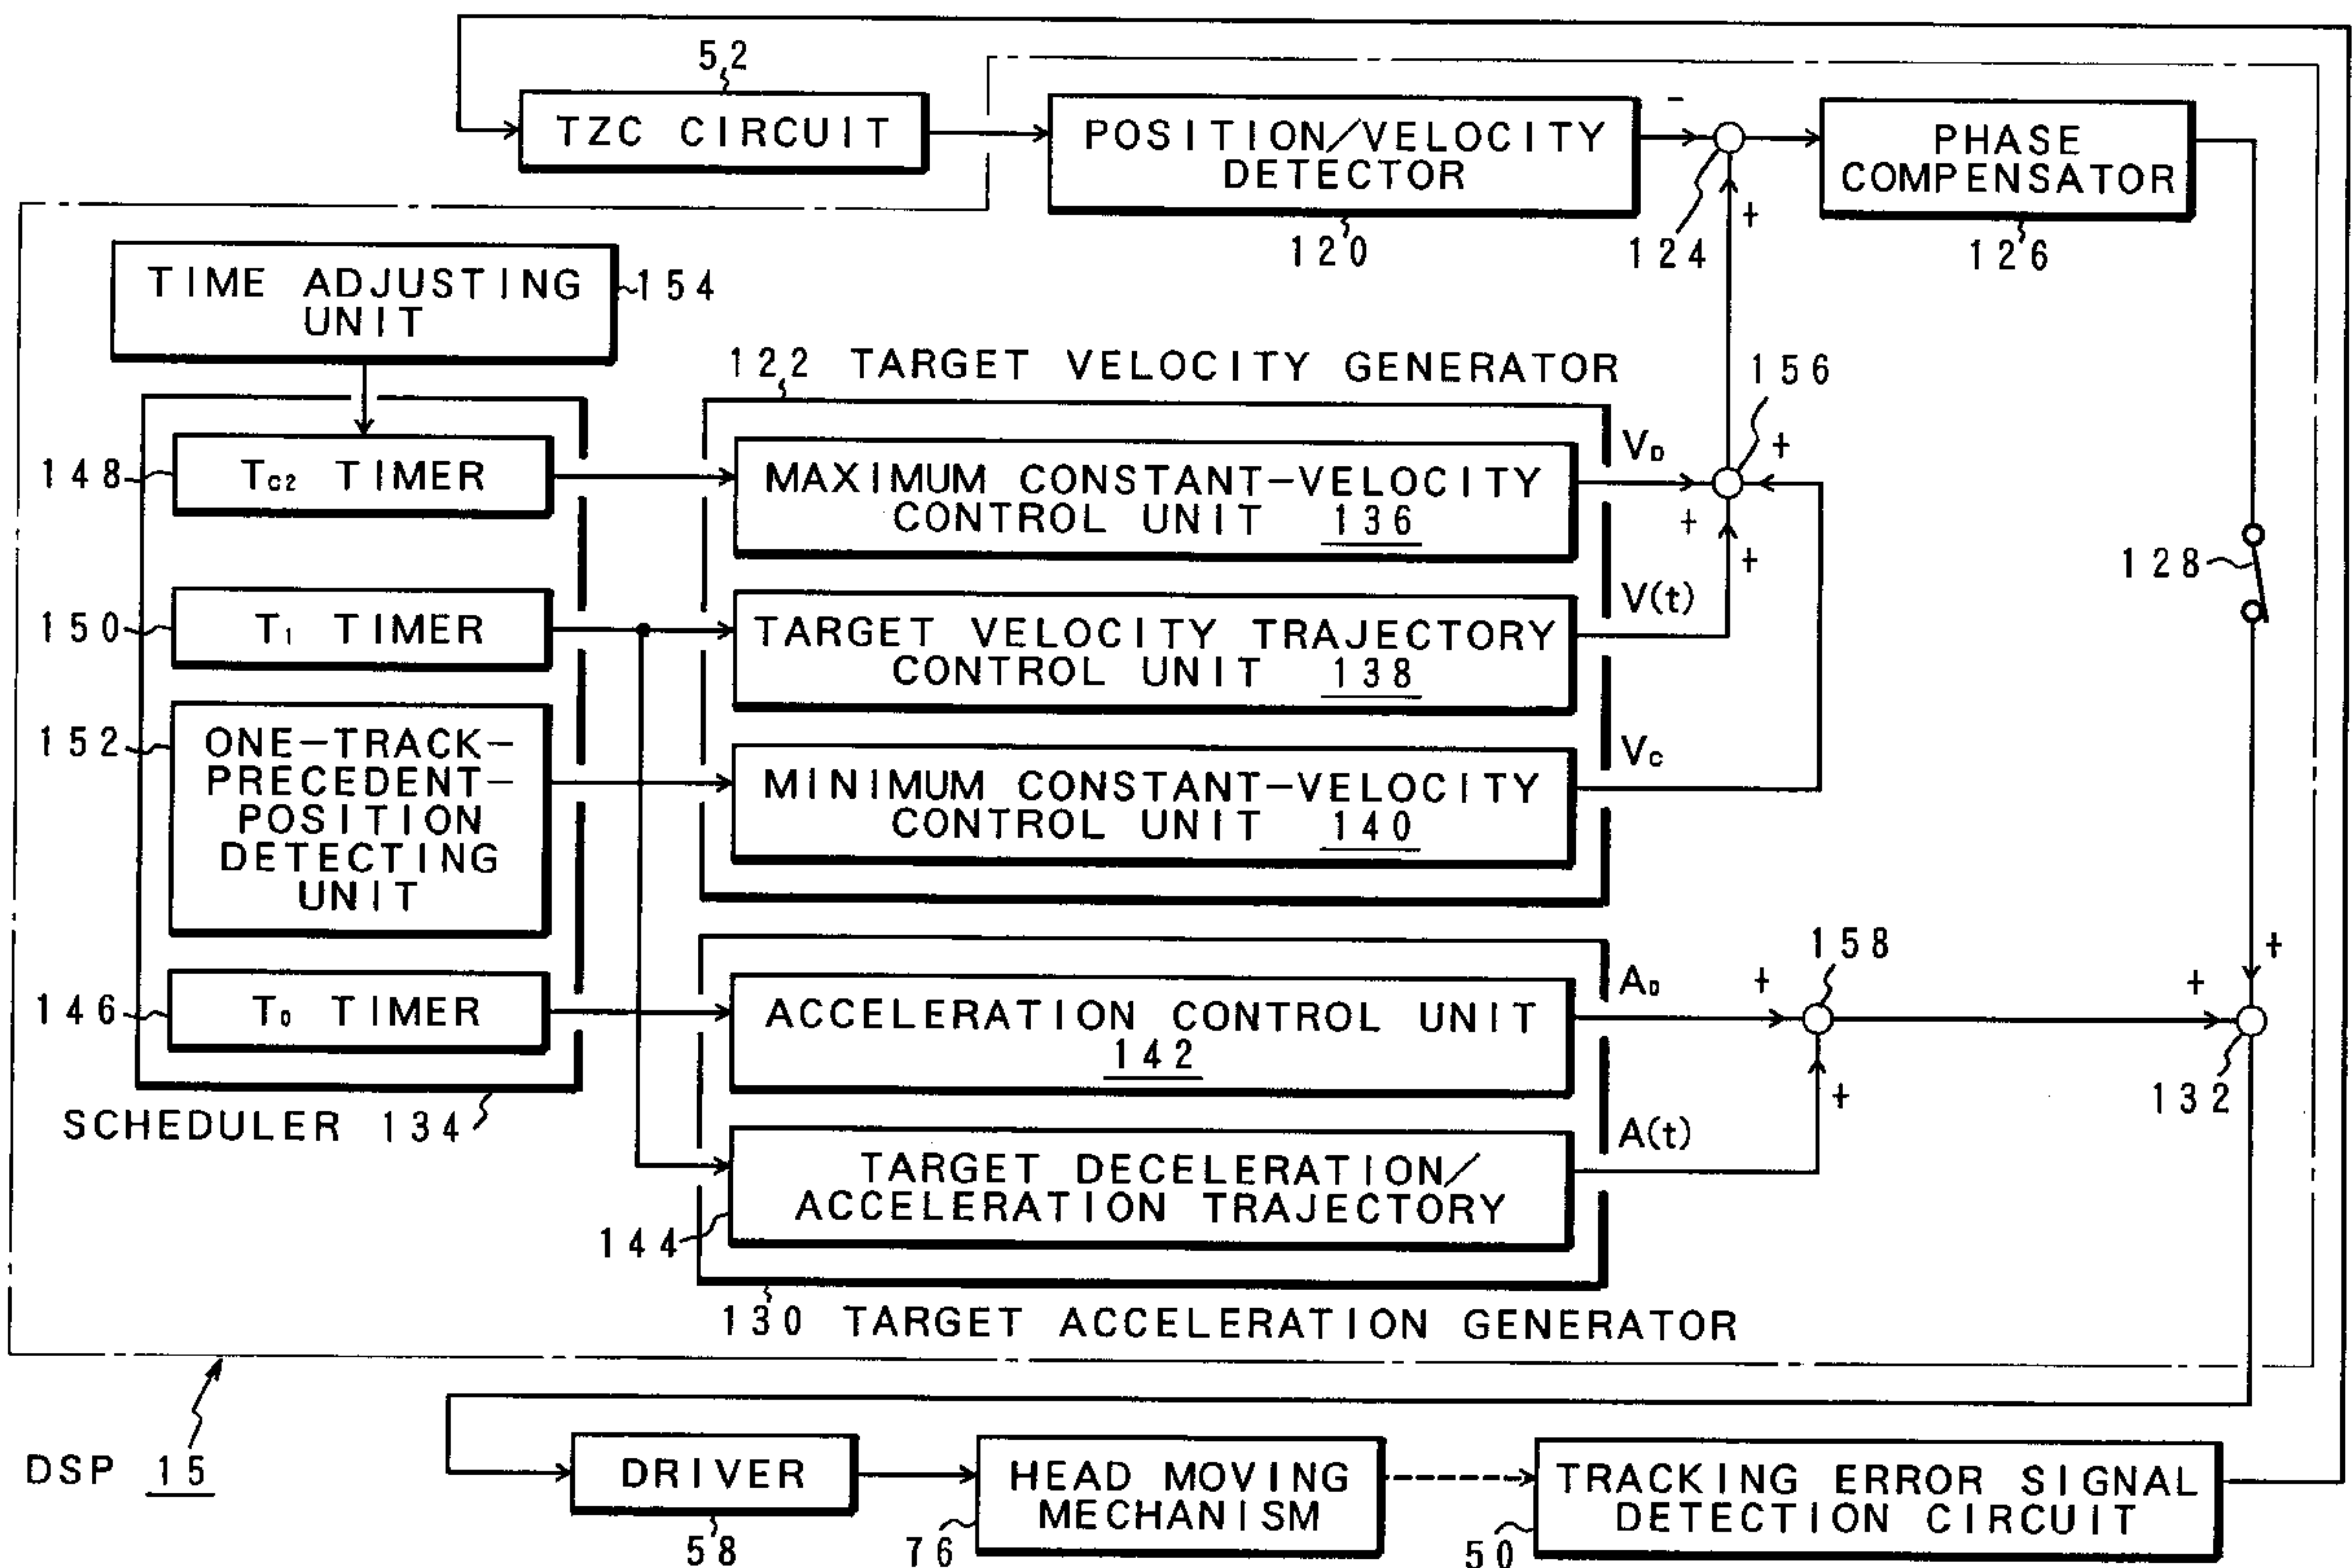 52
TZC CIRCUIT
POSITION/VELOCITY
DETECTOR
120
-
+
124
PHASE
COMPENSATOR
126
TIME ADJUSTING
UNIT
154
122 TARGET VELOCITY GENERATOR
156
148
Tc2 TIMER
MAXIMUM CONSTANT-VELOCITY
CONTROL UNIT 136
V0
+
+
+
128
150
T1 TIMER
TARGET VELOCITY TRAJECTORY
CONTROL UNIT 138
V(t)
152
ONE-TRACK-
PRECEDENT-
POSITION
DETECTING
UNIT
MINIMUM CONSTANT-VELOCITY
CONTROL UNIT 140
Vc
146
T0 TIMER
ACCELERATION CONTROL UNIT
142
A0
+
158
+
+
132
SCHEDULER 134
TARGET DECELERATION/
ACCELERATION TRAJECTORY
144
A(t)
+
130 TARGET ACCELERATION GENERATOR
DSP 15
DRIVER
58
HEAD MOVING
MECHANISM
76
TRACKING ERROR SIGNAL
DETECTION CIRCUIT
50